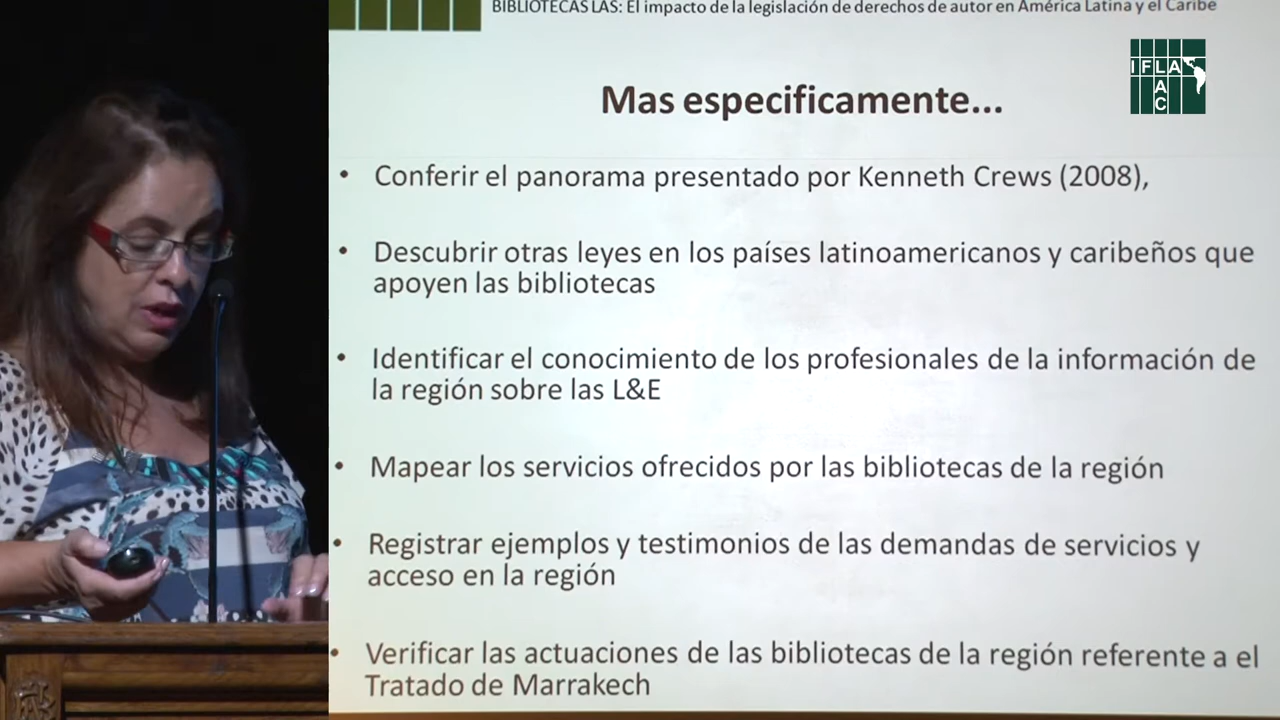 BIBLIOTECAS LAS: El impacto de la legislación de derechos de autor en América Latina y el Caribe
IFLA
LAC
Mas especificamente...
• Conferir el panorama presentado por Kenneth Crews (2008),
• Descubrir otras leyes en los países latinoamericanos y caribeños que
apoyen las bibliotecas
• Identificar el conocimiento de los profesionales de la información de
la región sobre las L&E
• Mapear los servicios ofrecidos por las bibliotecas de la región
• Registrar ejemplos y testimonios de las demandas de servicios y
acceso en la región
• Verificar las actuaciones de las bibliotecas de la región referente a el
Tratado de Marrakech